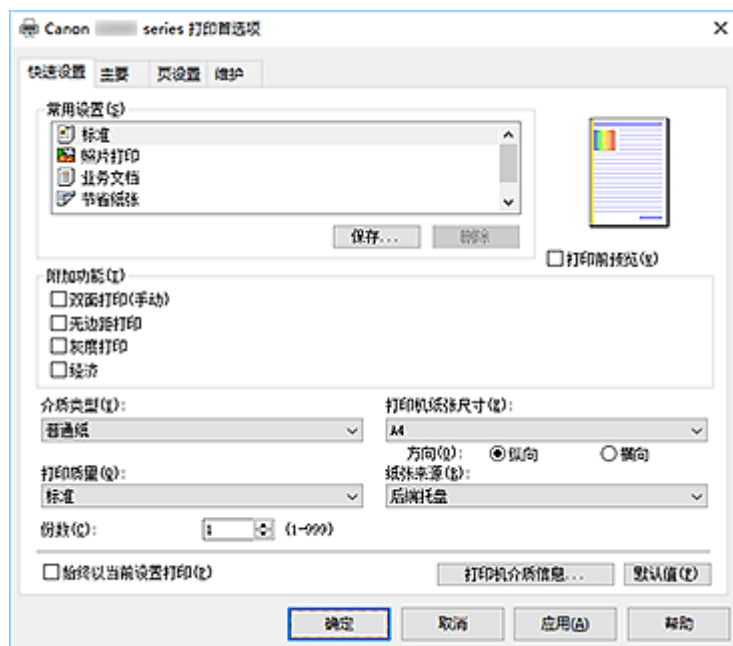 Canon series 打印首选项
快速设置 主要 页设置 维护
常用设置(S)
标准
照片打印
业务文档
节省纸张
保存... 删除
打印前预览(W)
附加功能(I)
双面打印(手动)
无边距打印
灰度打印
经济
介质类型(Y): 打印机纸张尺寸(Z):
普通纸 A4
方向(O): 纵向 横向
打印质量(Q): 纸张来源(B):
标准 后端托盘
份数(C): 1 (1-999)
始终以当前设置打印(P) 打印机介质信息... 默认值(F)
确定 取消 应用(A) 帮助